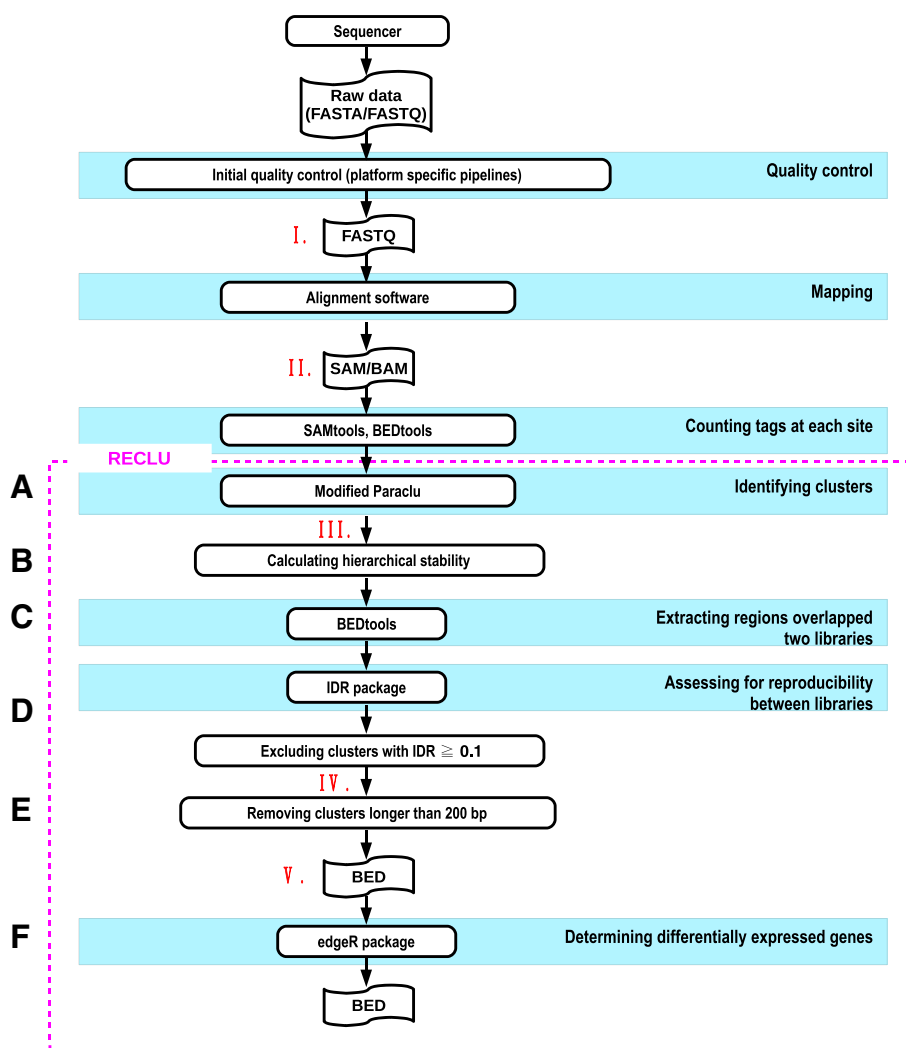 Sequencer
Raw data
(FASTA/FASTQ)
Initial quality control (platform specific pipelines)
Quality control
I.
FASTQ
Alignment software
Mapping
II.
SAM/BAM
SAMtools, BEDtools
Counting tags at each site
RECLU
A
Modified Paraclu
Identifying clusters
III.
B
Calculating hierarchical stability
C
BEDtools
Extracting regions overlapped
two libraries
D
IDR package
Assessing for reproducibility
between libraries
Excluding clusters with IDR ≧ 0.1
IV.
E
Removing clusters longer than 200 bp
V.
BED
F
edgeR package
Determining differentially expressed genes
BED